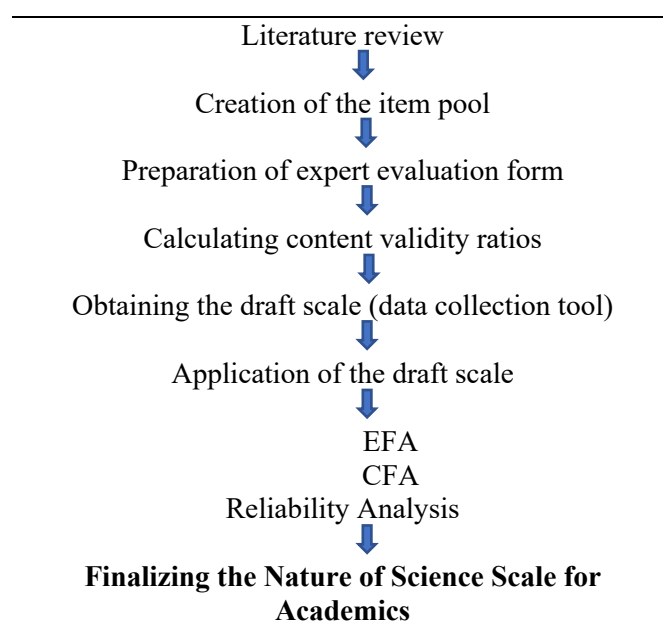 Literature review
Creation of the item pool
Preparation of expert evaluation form
Calculating content validity ratios
Obtaining the draft scale (data collection tool)
Application of the draft scale
EFA
CFA
Reliability Analysis
Finalizing the Nature of Science Scale for
Academics